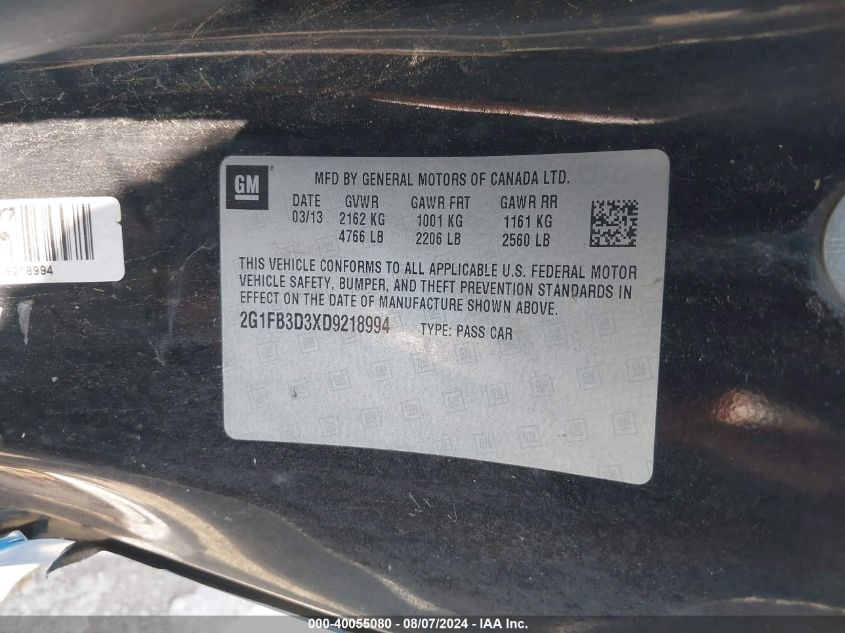 GM
MFD BY GENERAL MOTORS OF CANADA LTD.
DATE GVWR GAWR FRT GAWR RR
03/13 2162 KG 1001 KG 1161 KG
4766 LB 2206 LB 2560 LB
THIS VEHICLE CONFORMS TO ALL APPLICABLE U.S. FEDERAL MOTOR
VEHICLE SAFETY, BUMPER, AND THEFT PREVENTION STANDARDS IN
EFFECT ON THE DATE OF MANUFACTURE SHOWN ABOVE.
2G1FB3D3XD9218994 TYPE: PASS CAR
9218994
000-40055080 - 08/07/2024 - IAA Inc.